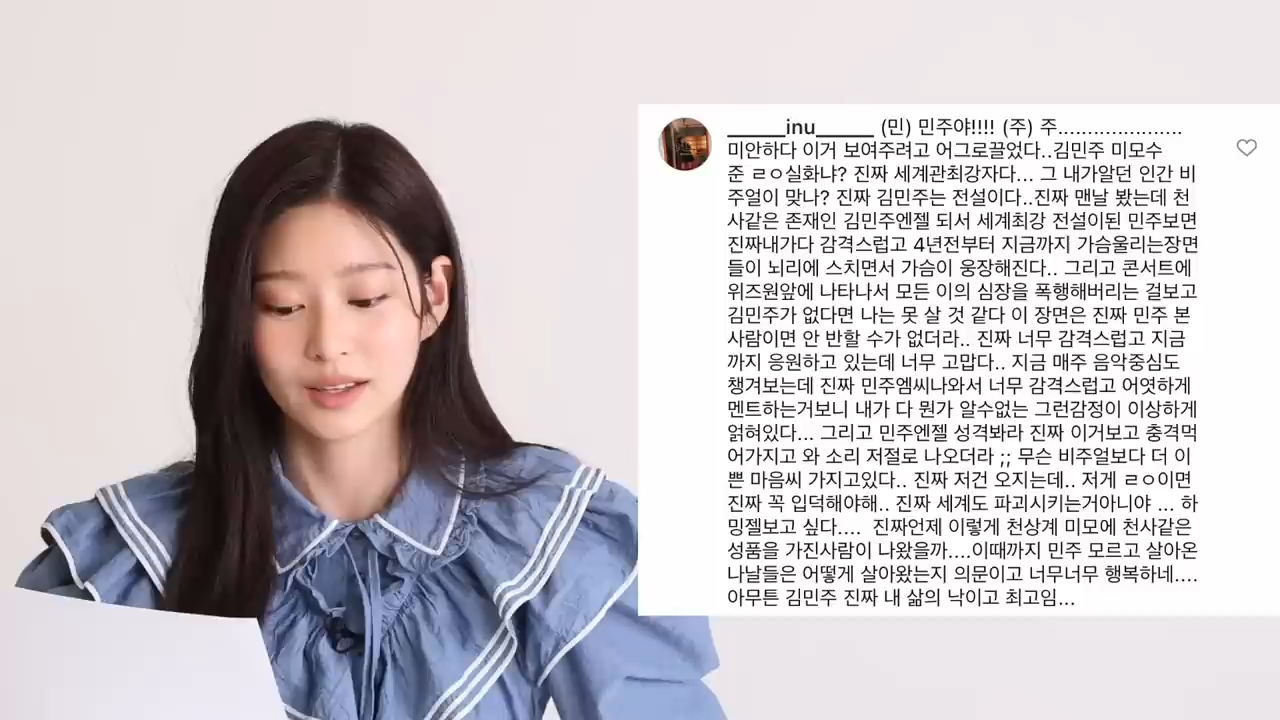 _____inu_____ (민) 민주야!!!! (주) 주.....................
미안하다 이거 보여주려고 어그로끌었다..김민주 미모수
준 ㄹㅇ실화냐? 진짜 세계관최강자다... 그 내가알던 인간 비
주얼이 맞나? 진짜 김민주는 전설이다..진짜 맨날 봤는데 천
사같은 존재인 김민주엔젤 되서 세계최강 전설이된 민주보면
진짜내가다 감격스럽고 4년전부터 지금까지 가슴울리는장면
들이 뇌리에 스치면서 가슴이 웅장해진다.. 그리고 콘서트에
위즈원앞에 나타나서 모든 이의 심장을 폭행해버리는 걸보고
김민주가 없다면 나는 못 살 것 같다 이 장면은 진짜 민주 본
사람이면 안 반할 수가 없더라.. 진짜 너무 감격스럽고 지금
까지 응원하고 있는데 너무 고맙다.. 지금 매주 음악중심도
챙겨보는데 진짜 민주엠씨나와서 너무 감격스럽고 어엿하게
멘트하는거보니 내가 다 뭔가 알수없는 그런감정이 이상하게
얽혀있다... 그리고 민주엔젤 성격봐라 진짜 이거보고 충격먹
어가지고 와 소리 저절로 나오더라 ;; 무슨 비주얼보다 더 이
쁜 마음씨 가지고있다.. 진짜 저건 오지는데.. 저게 ㄹㅇ이면
진짜 꼭 입덕해야해.. 진짜 세계도 파괴시키는거아니야 ... 하
밍젤보고 싶다.... 진짜언제 이렇게 천상계 미모에 천사같은
성품을 가진사람이 나왔을까....이때까지 민주 모르고 살아온
나날들은 어떻게 살아왔는지 의문이고 너무너무 행복하네....
아무튼 김민주 진짜 내 삶의 낙이고 최고임...